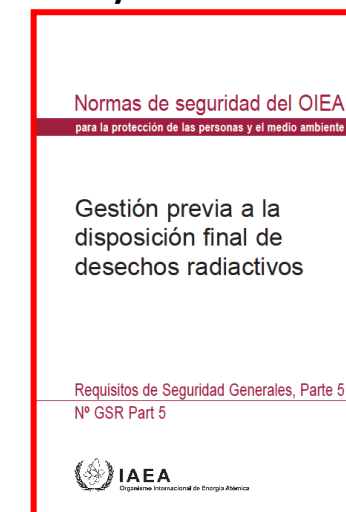 Normas de seguridad del OIEA
para la protección de las personas y el medio ambiente
Gestión previa a la
disposición final de
desechos radiactivos
Requisitos de Seguridad Generales, Parte 5
Nº GSR Part 5
IAEA
Organismo Internacional de Energía Atómica